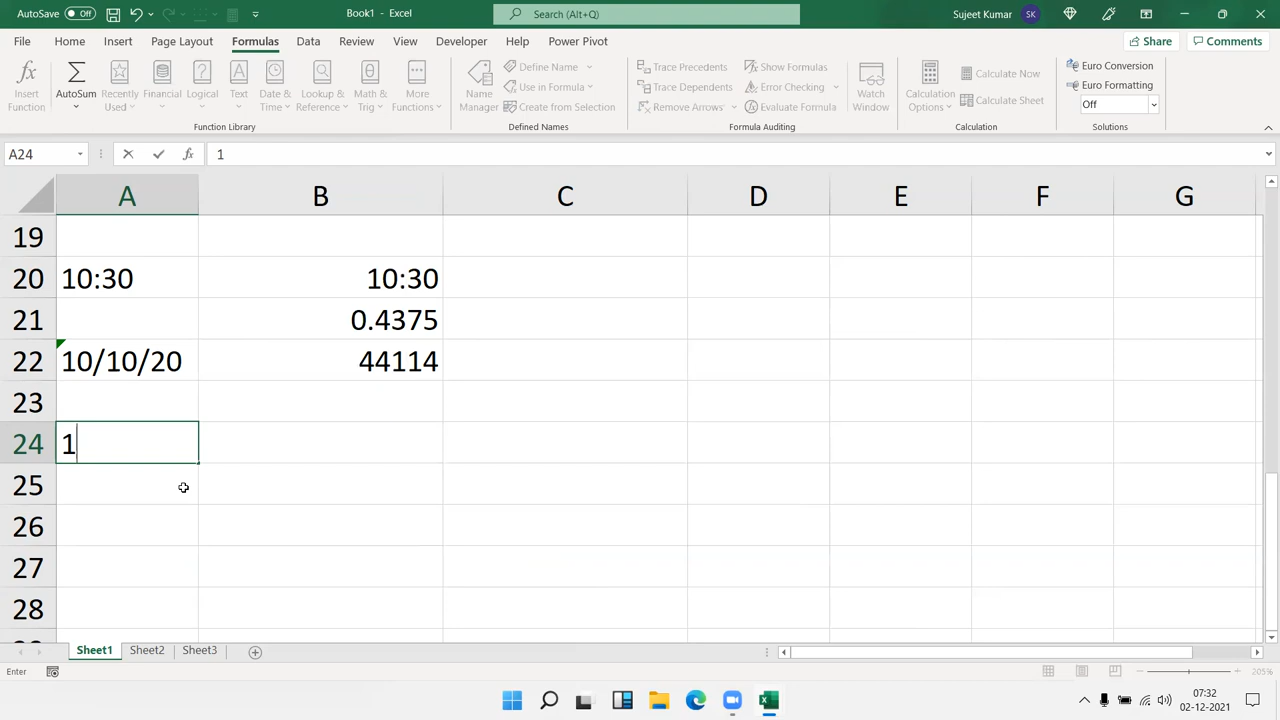 AutoSave Off Book1 - Excel Search (Alt+Q) Sujeet Kumar SK
File Home Insert Page Layout Formulas Data Review View Developer Help Power Pivot Share Comments
Insert Function
AutoSum
Recently Used
Financial
Logical
Text
Date & Time
Lookup & Reference
Math & Trig
More Functions
Function Library
Name Manager
Define Name
Use in Formula
Create from Selection
Defined Names
Trace Precedents
Trace Dependents
Remove Arrows
Show Formulas
Error Checking
Evaluate Formula
Formula Auditing
Watch Window
Calculation Options
Calculate Now
Calculate Sheet
Calculation
Euro Conversion
Euro Formatting
Off
Solutions
A24 fx 1
A B C D E F G
19
20 10:30 10:30
21 0.4375
22 10/10/20 44114
23
24 1
25
26
27
28
Sheet1 Sheet2 Sheet3
Enter 205%
07:32
02-12-2021